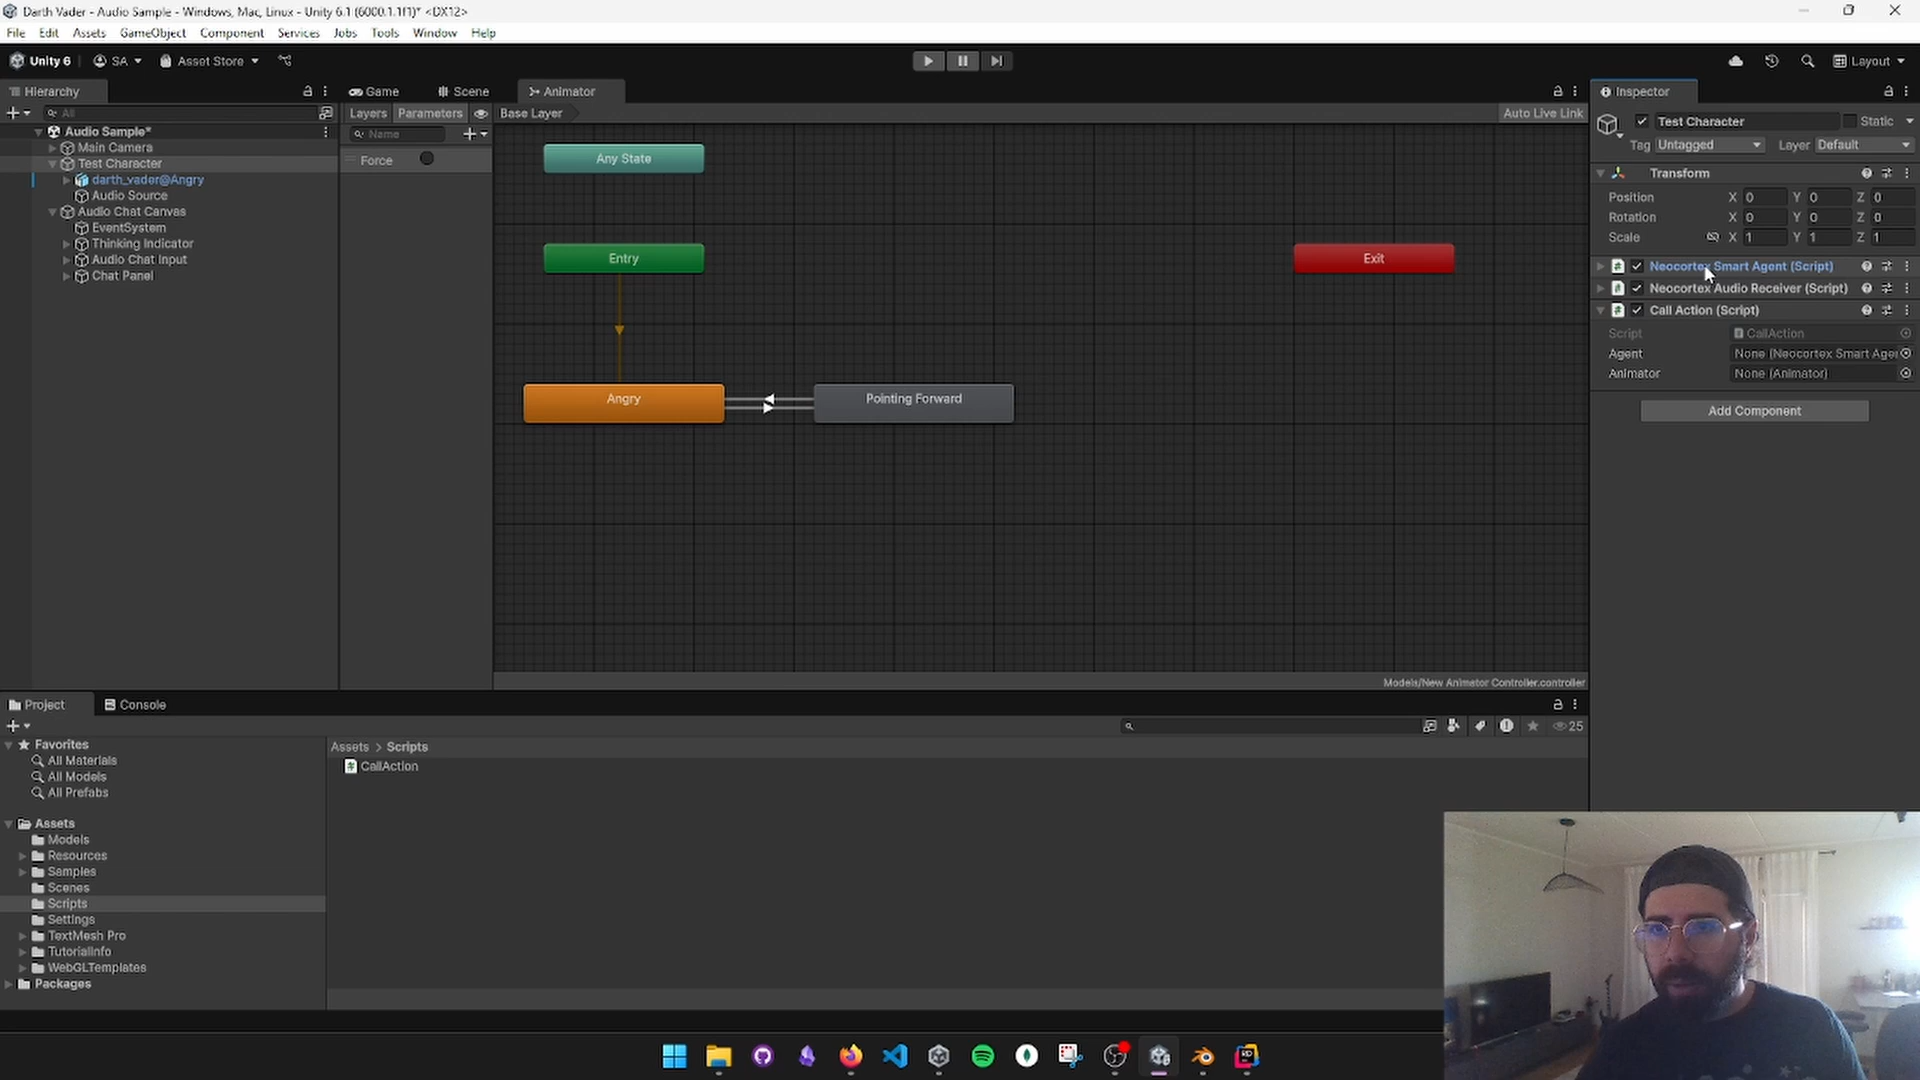 Darth Vader - Audio Sample - Windows, Mac, Linux - Unity 6.1 (6000.1.1f1)* <DX12>
File Edit Assets GameObject Component Services Jobs Tools Window Help
Unity 6 SA Asset Store Layout
Hierarchy
All
Audio Sample*
Main Camera
Test Character
darth_vader@Angry
Audio Source
Audio Chat Canvas
EventSystem
Thinking Indicator
Audio Chat Input
Chat Panel
Game Scene Animator
Layers Parameters Base Layer Auto Live Link
Name
Force
Any State
Entry
Exit
Angry
Pointing Forward
Models/New Animator Controller.controller
Inspector
Test Character Static
Tag Untagged Layer Default
Transform
Position X 0 Y 0 Z 0
Rotation X 0 Y 0 Z 0
Scale X 1 Y 1 Z 1
Neocortex Smart Agent (Script)
Neocortex Audio Receiver (Script)
Call Action (Script)
Script CallAction
Agent None (Neocortex Smart Age
Animator None (Animator)
Add Component
Project Console
25
Favorites
All Materials
All Models
All Prefabs
Assets
Models
Resources
Samples
Scenes
Scripts
Settings
TextMesh Pro
TutorialInfo
WebGLTemplates
Packages
Assets > Scripts
CallAction